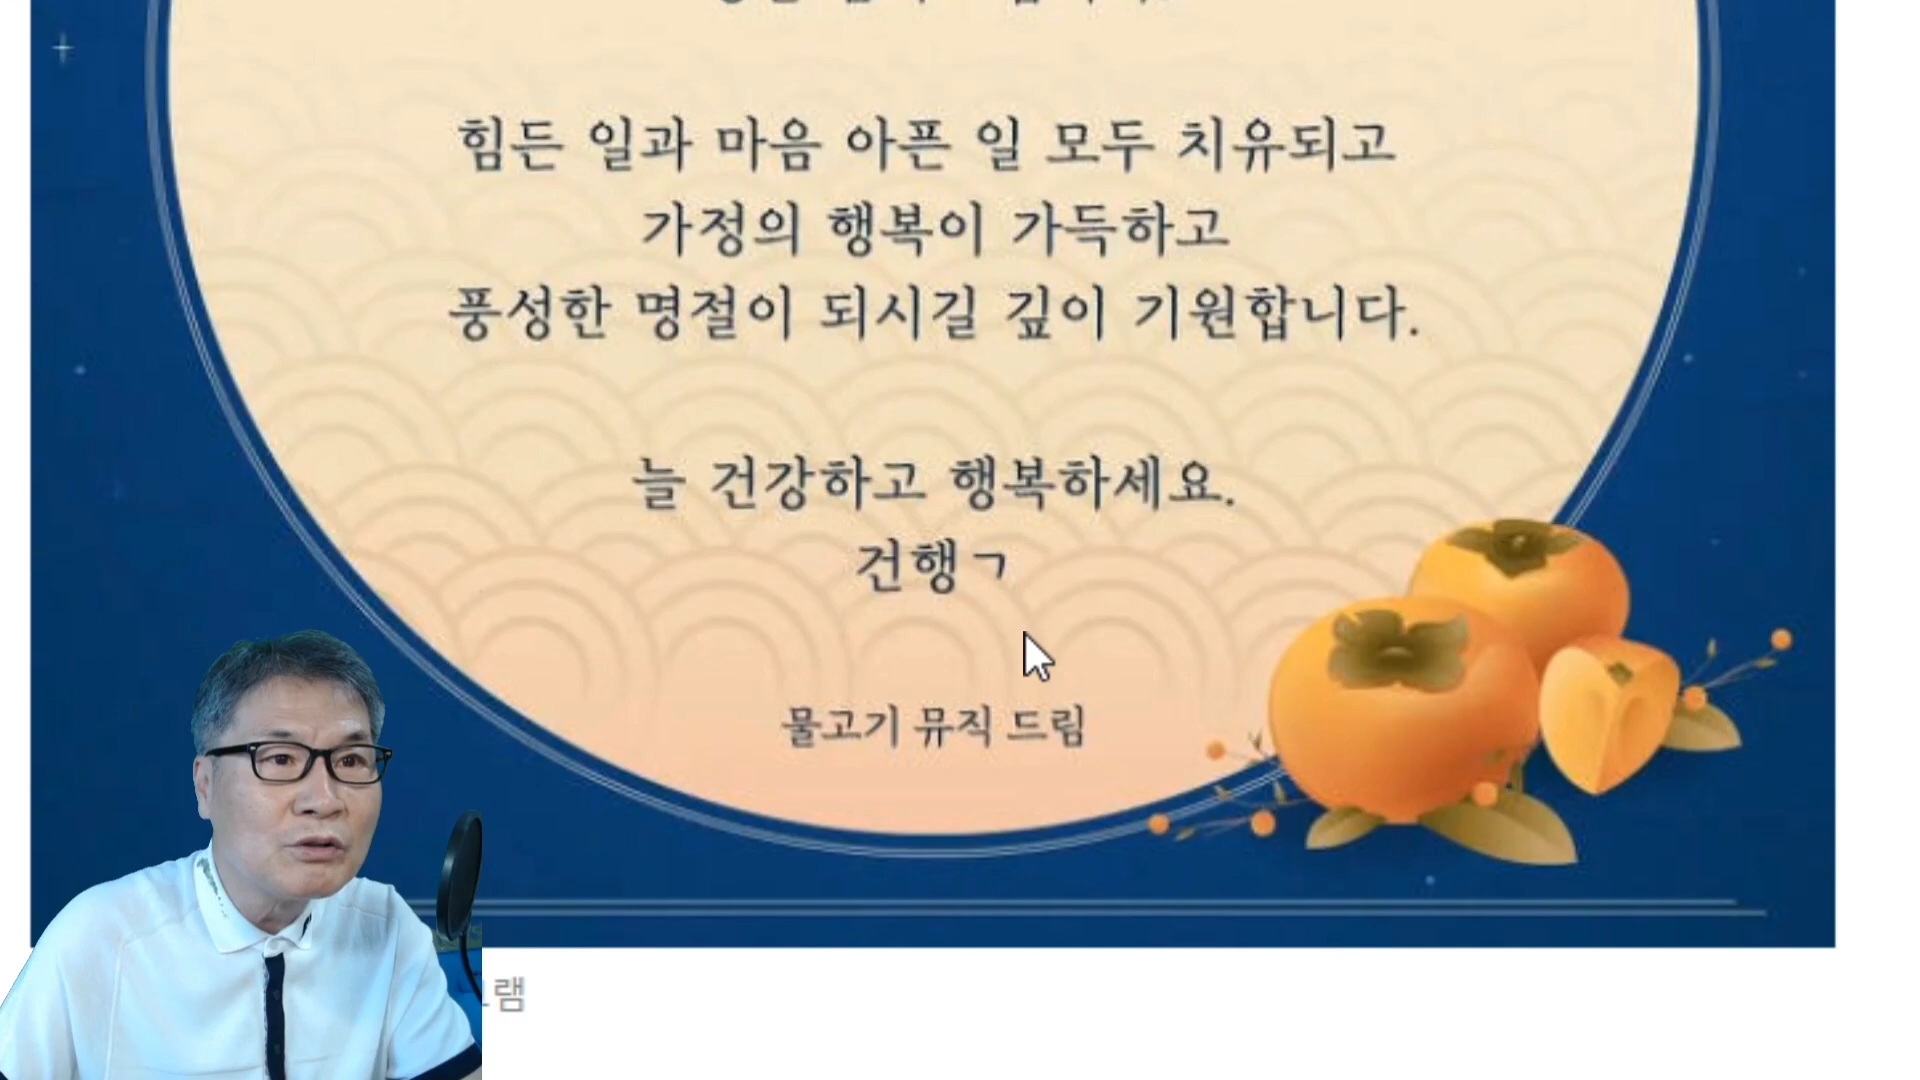 힘든 일과 마음 아픈 일 모두 치유되고
가정의 행복이 가득하고
풍성한 명절이 되시길 깊이 기원합니다.
늘 건강하고 행복하세요.
건행ㄱ
물고기 뮤직 드림
램